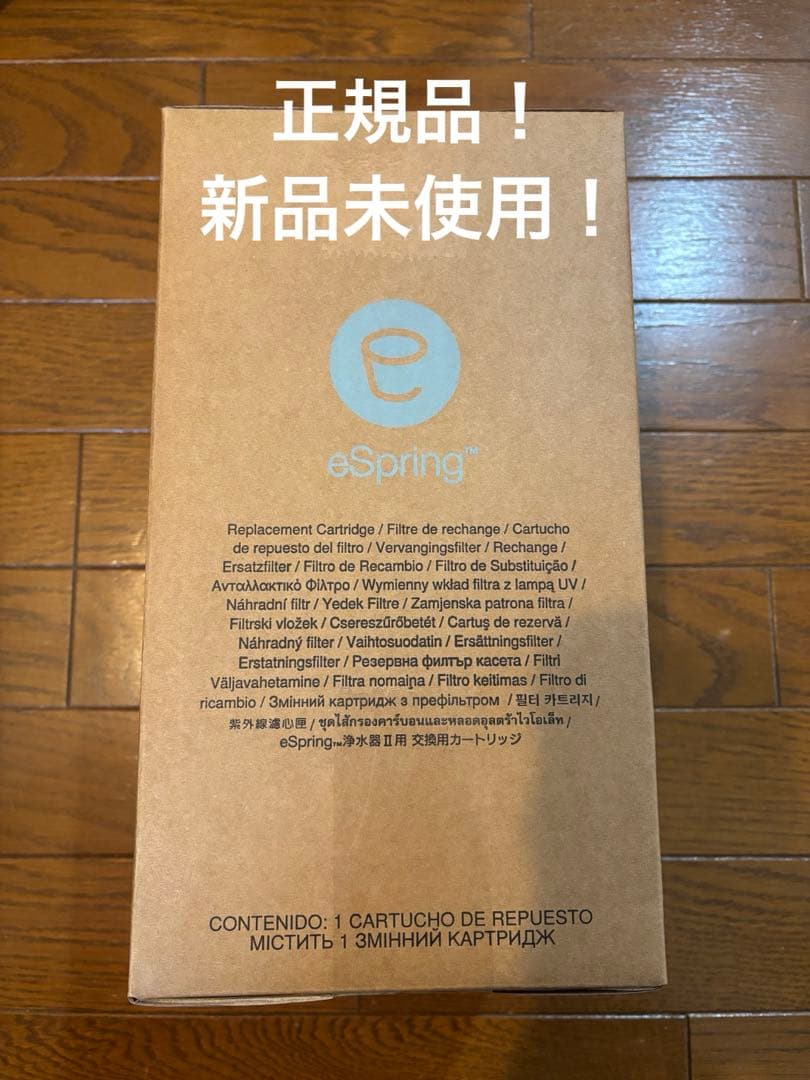 正規品！
新品未使用！
eSpring™
Replacement Cartridge / Filtre de rechange / Cartucho
de repuesto del filtro / Vervangingsfilter / Rechange /
Ersatzfilter / Filtro de Recambio / Filtro de Substituição /
Ανταλλακτικό Φίλτρο / Wymienny wkład filtra z lampą UV /
Náhradní filtr / Yedek Filtre / Zamjenska patrona filtra /
Filtrski vložek / Csereszűrőbetét / Cartuş de rezervă /
Náhradný filter / Vaihtosuodatin / Ersättningsfilter /
Erstatningsfilter / Резервна филтър касета / Filtri
Väljavahetamine / Filtra nomaiņa / Filtro keitimas / Filtro di
ricambio / Змінний картридж з префільтром / 필터 카트리지 /
紫外線濾心匣 / ชุดไส้กรองคาร์บอนและหลอดอุลตร้าไวโอเล็ท /
eSpring™浄水器Ⅱ用 交換用カートリッジ
CONTENIDO: 1 CARTUCHO DE REPUESTO
МІСТИТЬ 1 ЗМІННИЙ КАРТРИДЖ